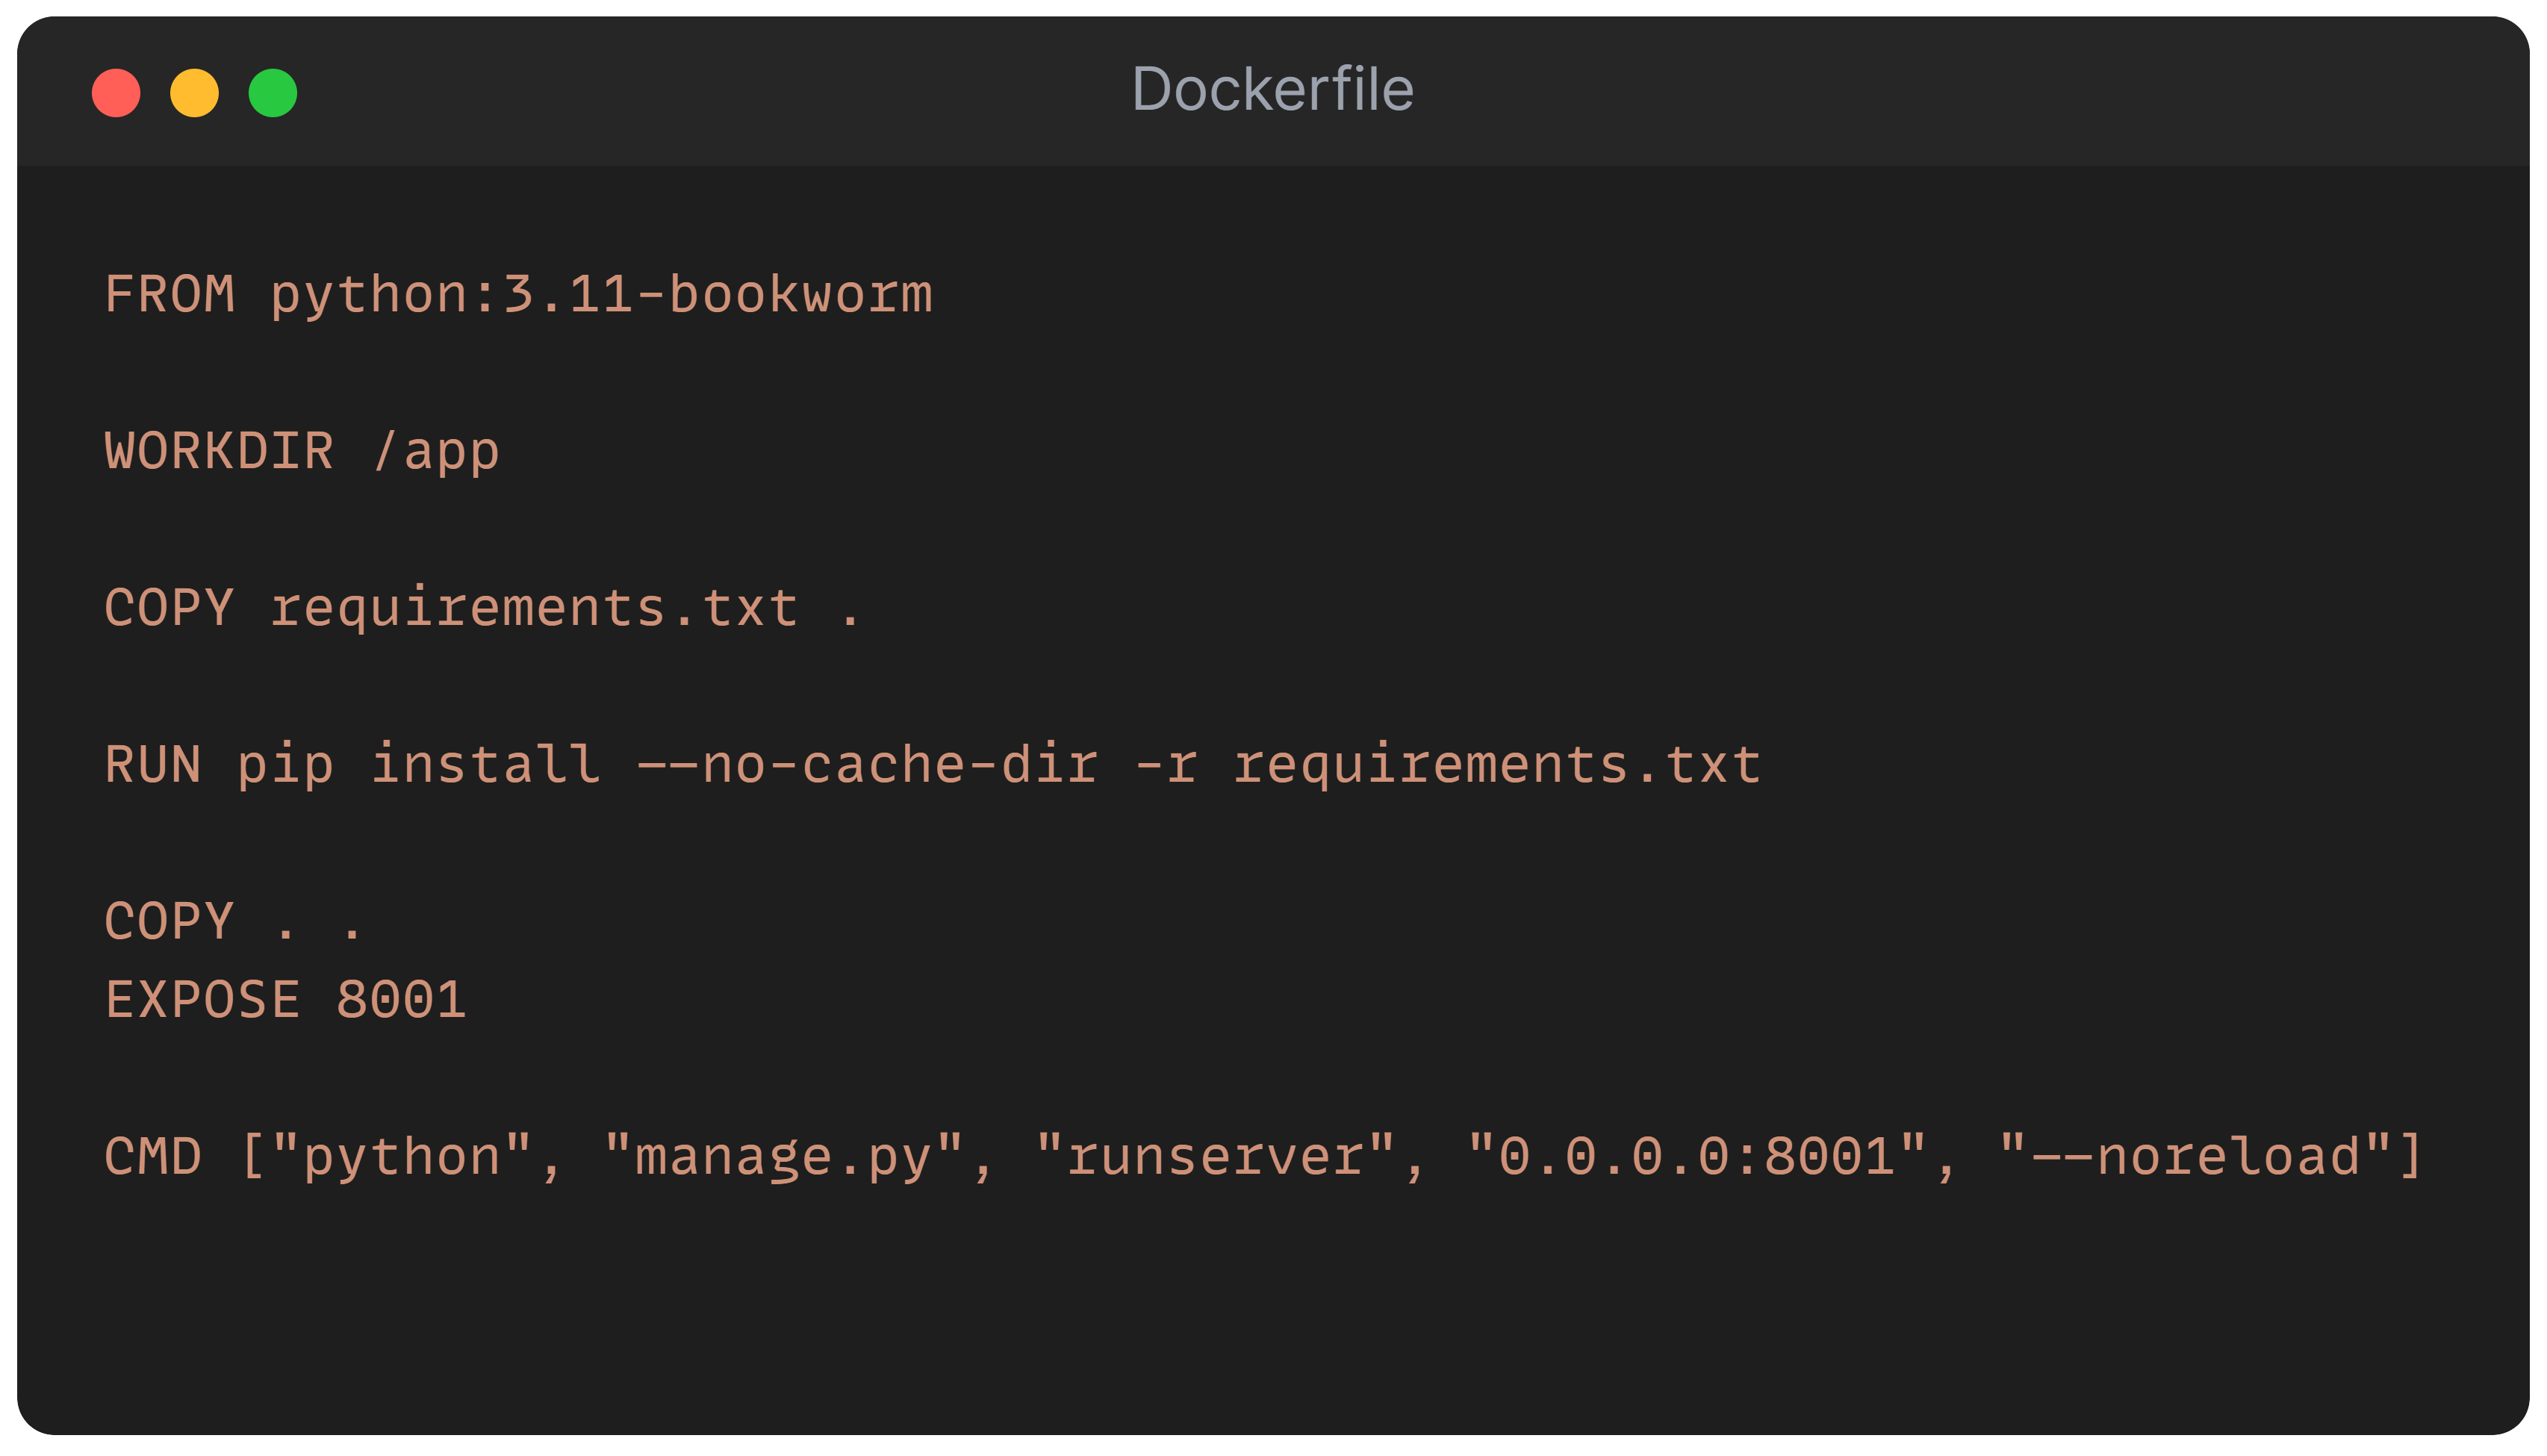 Dockerfile
FROM python:3.11-bookworm
WORKDIR /app
COPY requirements.txt .
RUN pip install --no-cache-dir -r requirements.txt
COPY . .
EXPOSE 8001
CMD ["python", "manage.py", "runserver", "0.0.0.0:8001", "--noreload"]